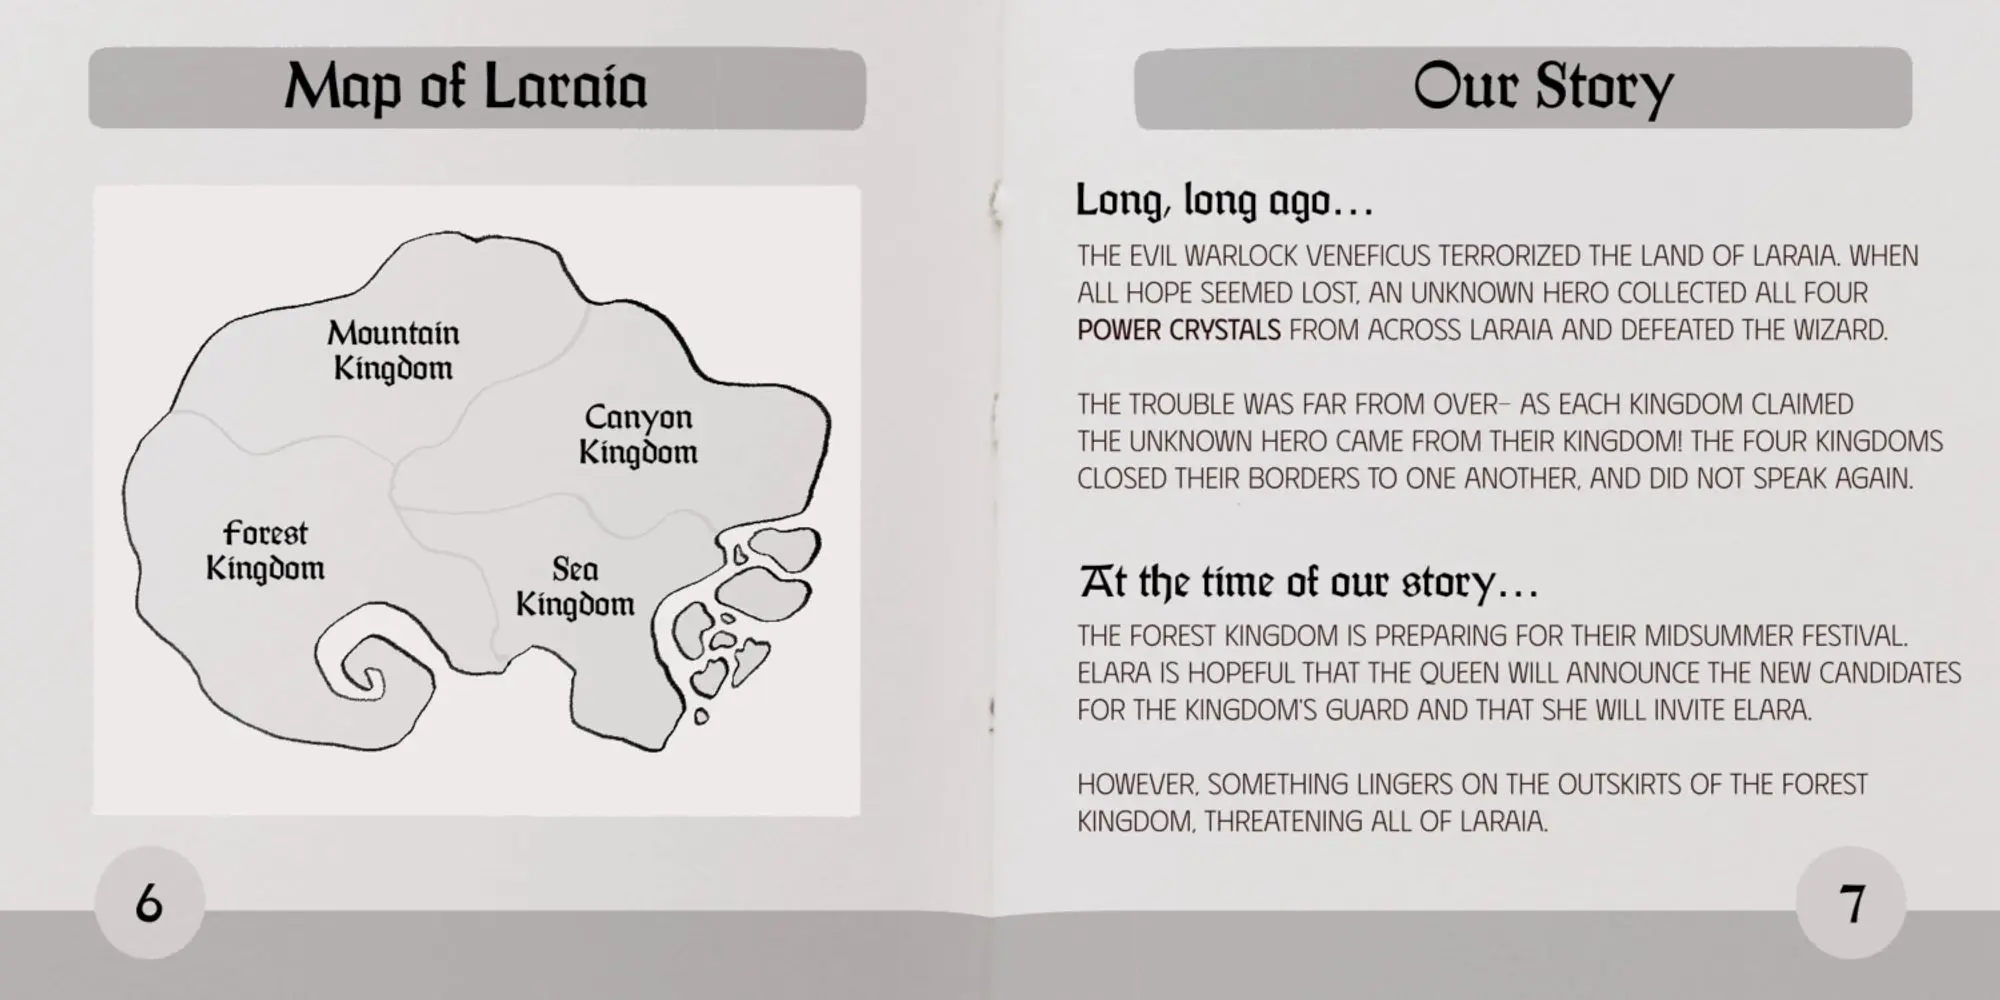 Map of Laraia
Mountain
Kingdom
Canyon
Kingdom
Forest
Kingdom
Sea
Kingdom
6
Our Story
Long, long ago...
THE EVIL WARLOCK VENEFICUS TERRORIZED THE LAND OF LARAIA. WHEN
ALL HOPE SEEMED LOST, AN UNKNOWN HERO COLLECTED ALL FOUR
POWER CRYSTALS FROM ACROSS LARAIA AND DEFEATED THE WIZARD.
THE TROUBLE WAS FAR FROM OVER- AS EACH KINGDOM CLAIMED
THE UNKNOWN HERO CAME FROM THEIR KINGDOM! THE FOUR KINGDOMS
CLOSED THEIR BORDERS TO ONE ANOTHER, AND DID NOT SPEAK AGAIN.
At the time of our story...
THE FOREST KINGDOM IS PREPARING FOR THEIR MIDSUMMER FESTIVAL.
ELARA IS HOPEFUL THAT THE QUEEN WILL ANNOUNCE THE NEW CANDIDATES
FOR THE KINGDOM'S GUARD AND THAT SHE WILL INVITE ELARA.
HOWEVER, SOMETHING LINGERS ON THE OUTSKIRTS OF THE FOREST
KINGDOM, THREATENING ALL OF LARAIA.
7